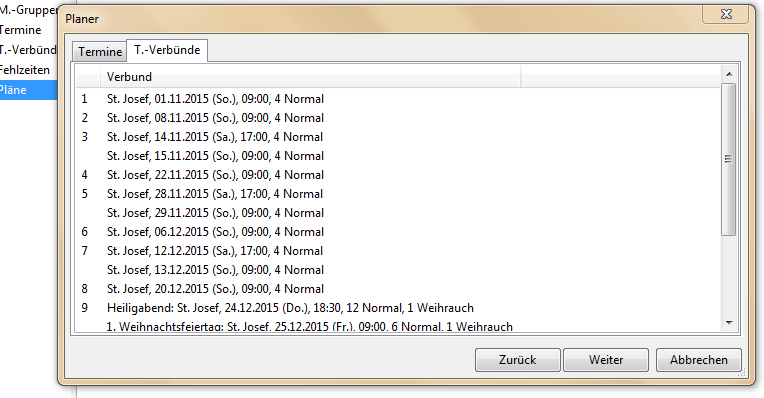 M.-Gruppen
Termine
T.-Verbünd
Fehlzeiten
Pläne
Planer
Termine
T.-Verbünde
Verbund
1 St. Josef, 01.11.2015 (So.), 09:00, 4 Normal
2 St. Josef, 08.11.2015 (So.), 09:00, 4 Normal
3 St. Josef, 14.11.2015 (Sa.), 17:00, 4 Normal
St. Josef, 15.11.2015 (So.), 09:00, 4 Normal
4 St. Josef, 22.11.2015 (So.), 09:00, 4 Normal
5 St. Josef, 28.11.2015 (Sa.), 17:00, 4 Normal
St. Josef, 29.11.2015 (So.), 09:00, 4 Normal
6 St. Josef, 06.12.2015 (So.), 09:00, 4 Normal
7 St. Josef, 12.12.2015 (Sa.), 17:00, 4 Normal
St. Josef, 13.12.2015 (So.), 09:00, 4 Normal
8 St. Josef, 20.12.2015 (So.), 09:00, 4 Normal
9 Heiligabend: St. Josef, 24.12.2015 (Do.), 18:30, 12 Normal, 1 Weihrauch
1. Weihnachtsfeiertag: St. Josef, 25.12.2015 (Fr.), 09:00, 6 Normal, 1 Weihrauch
Zurück
Weiter
Abbrechen